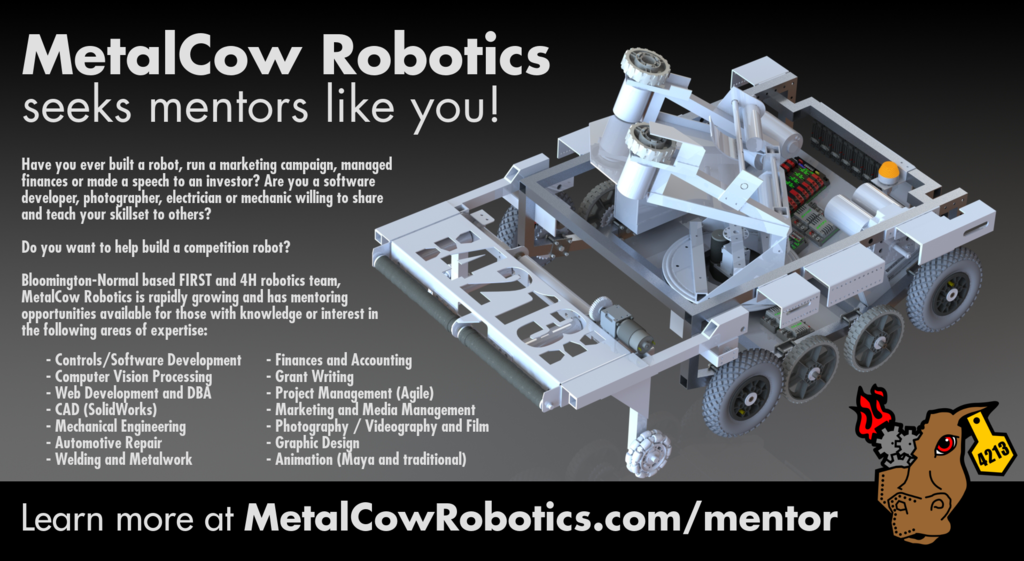 MetalCow Robotics
seeks mentors like you!
Have you ever built a robot, run a marketing campaign, managed
finances or made a speech to an investor? Are you a software
developer, photographer, electrician or mechanic willing to share
and teach your skillset to others?
Do you want to help build a competition robot?
Bloomington-Normal based FIRST and 4H robotics team,
MetalCow Robotics is rapidly growing and has mentoring
opportunities available for those with knowledge or interest in
the following areas of expertise:
- Controls/Software Development
- Computer Vision Processing
- Web Development and DBA
- CAD (SolidWorks)
- Mechanical Engineering
- Automotive Repair
- Welding and Metalwork
- Finances and Accounting
- Grant Writing
- Project Management (Agile)
- Marketing and Media Management
- Photography / Videography and Film
- Graphic Design
- Animation (Maya and traditional)
4213
4213
Learn more at MetalCowRobotics.com/mentor